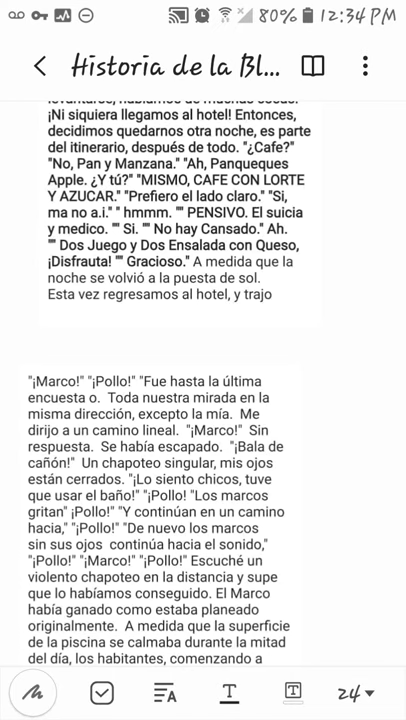 80% 12:34 PM
Historia de la Bl...
levantarse, hablamos de muchas cosas.
¡Ni siquiera llegamos al hotel! Entonces,
decidimos quedarnos otra noche, es parte
del itinerario, después de todo. "¿Cafe?"
"No, Pan y Manzana." "Ah, Panqueques
Apple. ¿Y tú?" "MISMO, CAFE CON LORTE
Y AZUCAR." "Prefiero el lado claro." "Si,
ma no a.i." " hmmm. "" PENSIVO. El suicia
y medico. "" Si. "" No hay Cansado." Ah.
"" Dos Juego y Dos Ensalada con Queso,
¡Disfruta! "" Gracioso." A medida que la
noche se volvió a la puesta de sol.
Esta vez regresamos al hotel, y trajo
"¡Marco!" "¡Pollo!" "Fue hasta la última
encuesta o.  Toda nuestra mirada en la
misma dirección, excepto la mía.  Me
dirijo a un camino lineal.  "¡Marco!"  Sin
respuesta.  Se había escapado.  "¡Bala de
cañón!"  Un chapoteo singular, mis ojos
están cerrados. "¡Lo siento chicos, tuve
que usar el baño!" "¡Pollo! "Los marcos
gritan" ¡Pollo!" "Y continúan en un camino
hacia," "¡Pollo!" "De nuevo los marcos
sin sus ojos  continúa hacia el sonido,"
"¡Pollo!" "¡Marco!" "¡Pollo!" Escuché un
violento chapoteo en la distancia y supe
que lo habíamos conseguido. El Marco
había ganado como estaba planeado
originalmente.  A medida que la superficie
de la piscina se calmaba durante la mitad
del día, los habitantes, comenzando a
T T 24